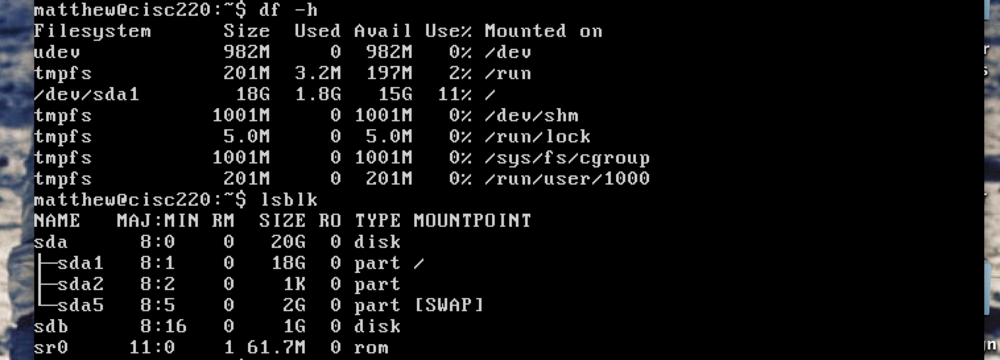 matthew@cisc220:~$ df -h
Filesystem      Size  Used Avail Use% Mounted on
udev            982M     0  982M   0% /dev
tmpfs           201M  3.2M  197M   2% /run
/dev/sda1        18G  1.8G   15G  11% /
tmpfs          1001M     0 1001M   0% /dev/shm
tmpfs           5.0M     0  5.0M   0% /run/lock
tmpfs          1001M     0 1001M   0% /sys/fs/cgroup
tmpfs           201M     0  201M   0% /run/user/1000
matthew@cisc220:~$ lsblk
NAME   MAJ:MIN RM  SIZE RO TYPE MOUNTPOINT
sda      8:0    0   20G  0 disk
├─sda1   8:1    0   18G  0 part /
├─sda2   8:2    0    1K  0 part
└─sda5   8:5    0    2G  0 part [SWAP]
sdb      8:16   0    1G  0 disk
sr0     11:0    1 61.7M  0 rom